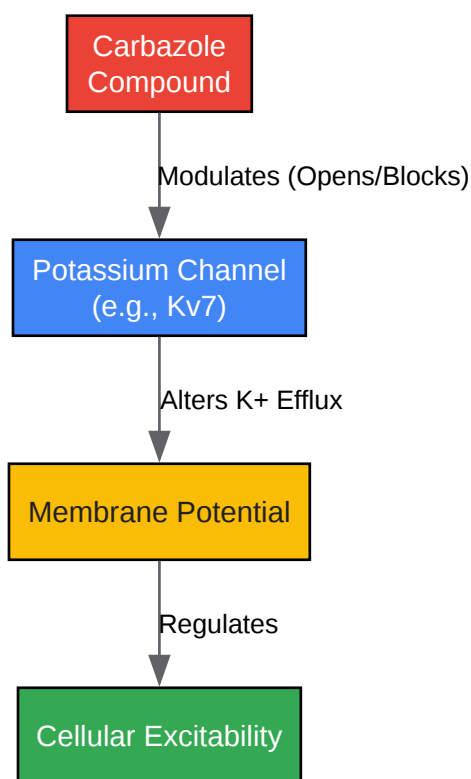 Carbazole
Compound
Modulates (Opens/Blocks)
Potassium Channel
(e.g., Kv7)
Alters K+ Efflux
Membrane Potential
Regulates
Cellular Excitability